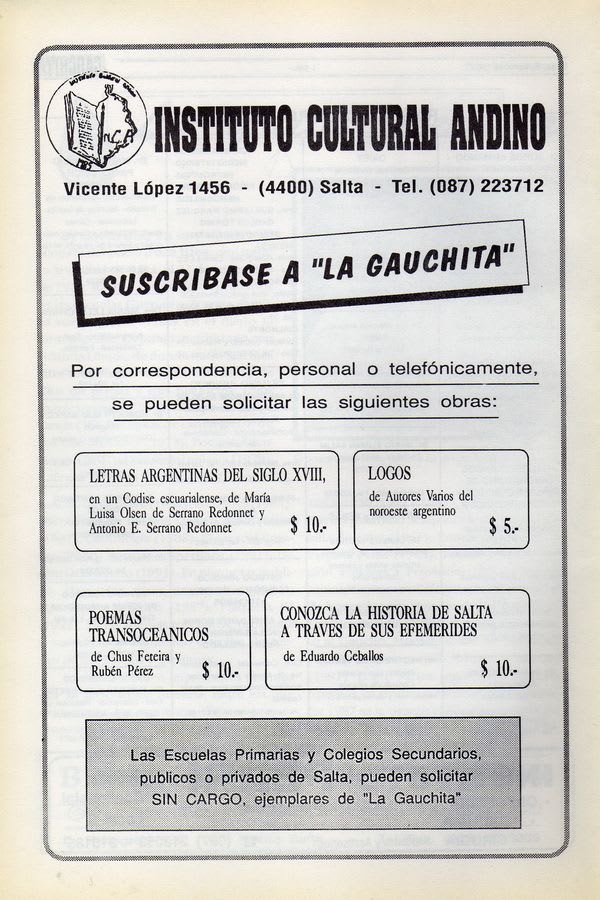 Instituto Cultural Andino
I.C.A.
1985
INSTITUTO CULTURAL ANDINO
Vicente López 1456 - (4400) Salta - Tel. (087) 223712
SUSCRIBASE A "LA GAUCHITA"
Por correspondencia, personal o telefónicamente,
se pueden solicitar las siguientes obras:
LETRAS ARGENTINAS DEL SIGLO XVIII,
en un Codise escuarialense, de María
Luisa Olsen de Serrano Redonnet y
Antonio E. Serrano Redonnet
$ 10.-
LOGOS
de Autores Varios del
noroeste argentino
$ 5.-
POEMAS
TRANSOCEANICOS
de Chus Feteira y
Rubén Pérez
$ 10.-
CONOZCA LA HISTORIA DE SALTA
A TRAVES DE SUS EFEMERIDES
de Eduardo Ceballos
$ 10.-
Las Escuelas Primarias y Colegios Secundarios,
publicos o privados de Salta, pueden solicitar
SIN CARGO, ejemplares de "La Gauchita"